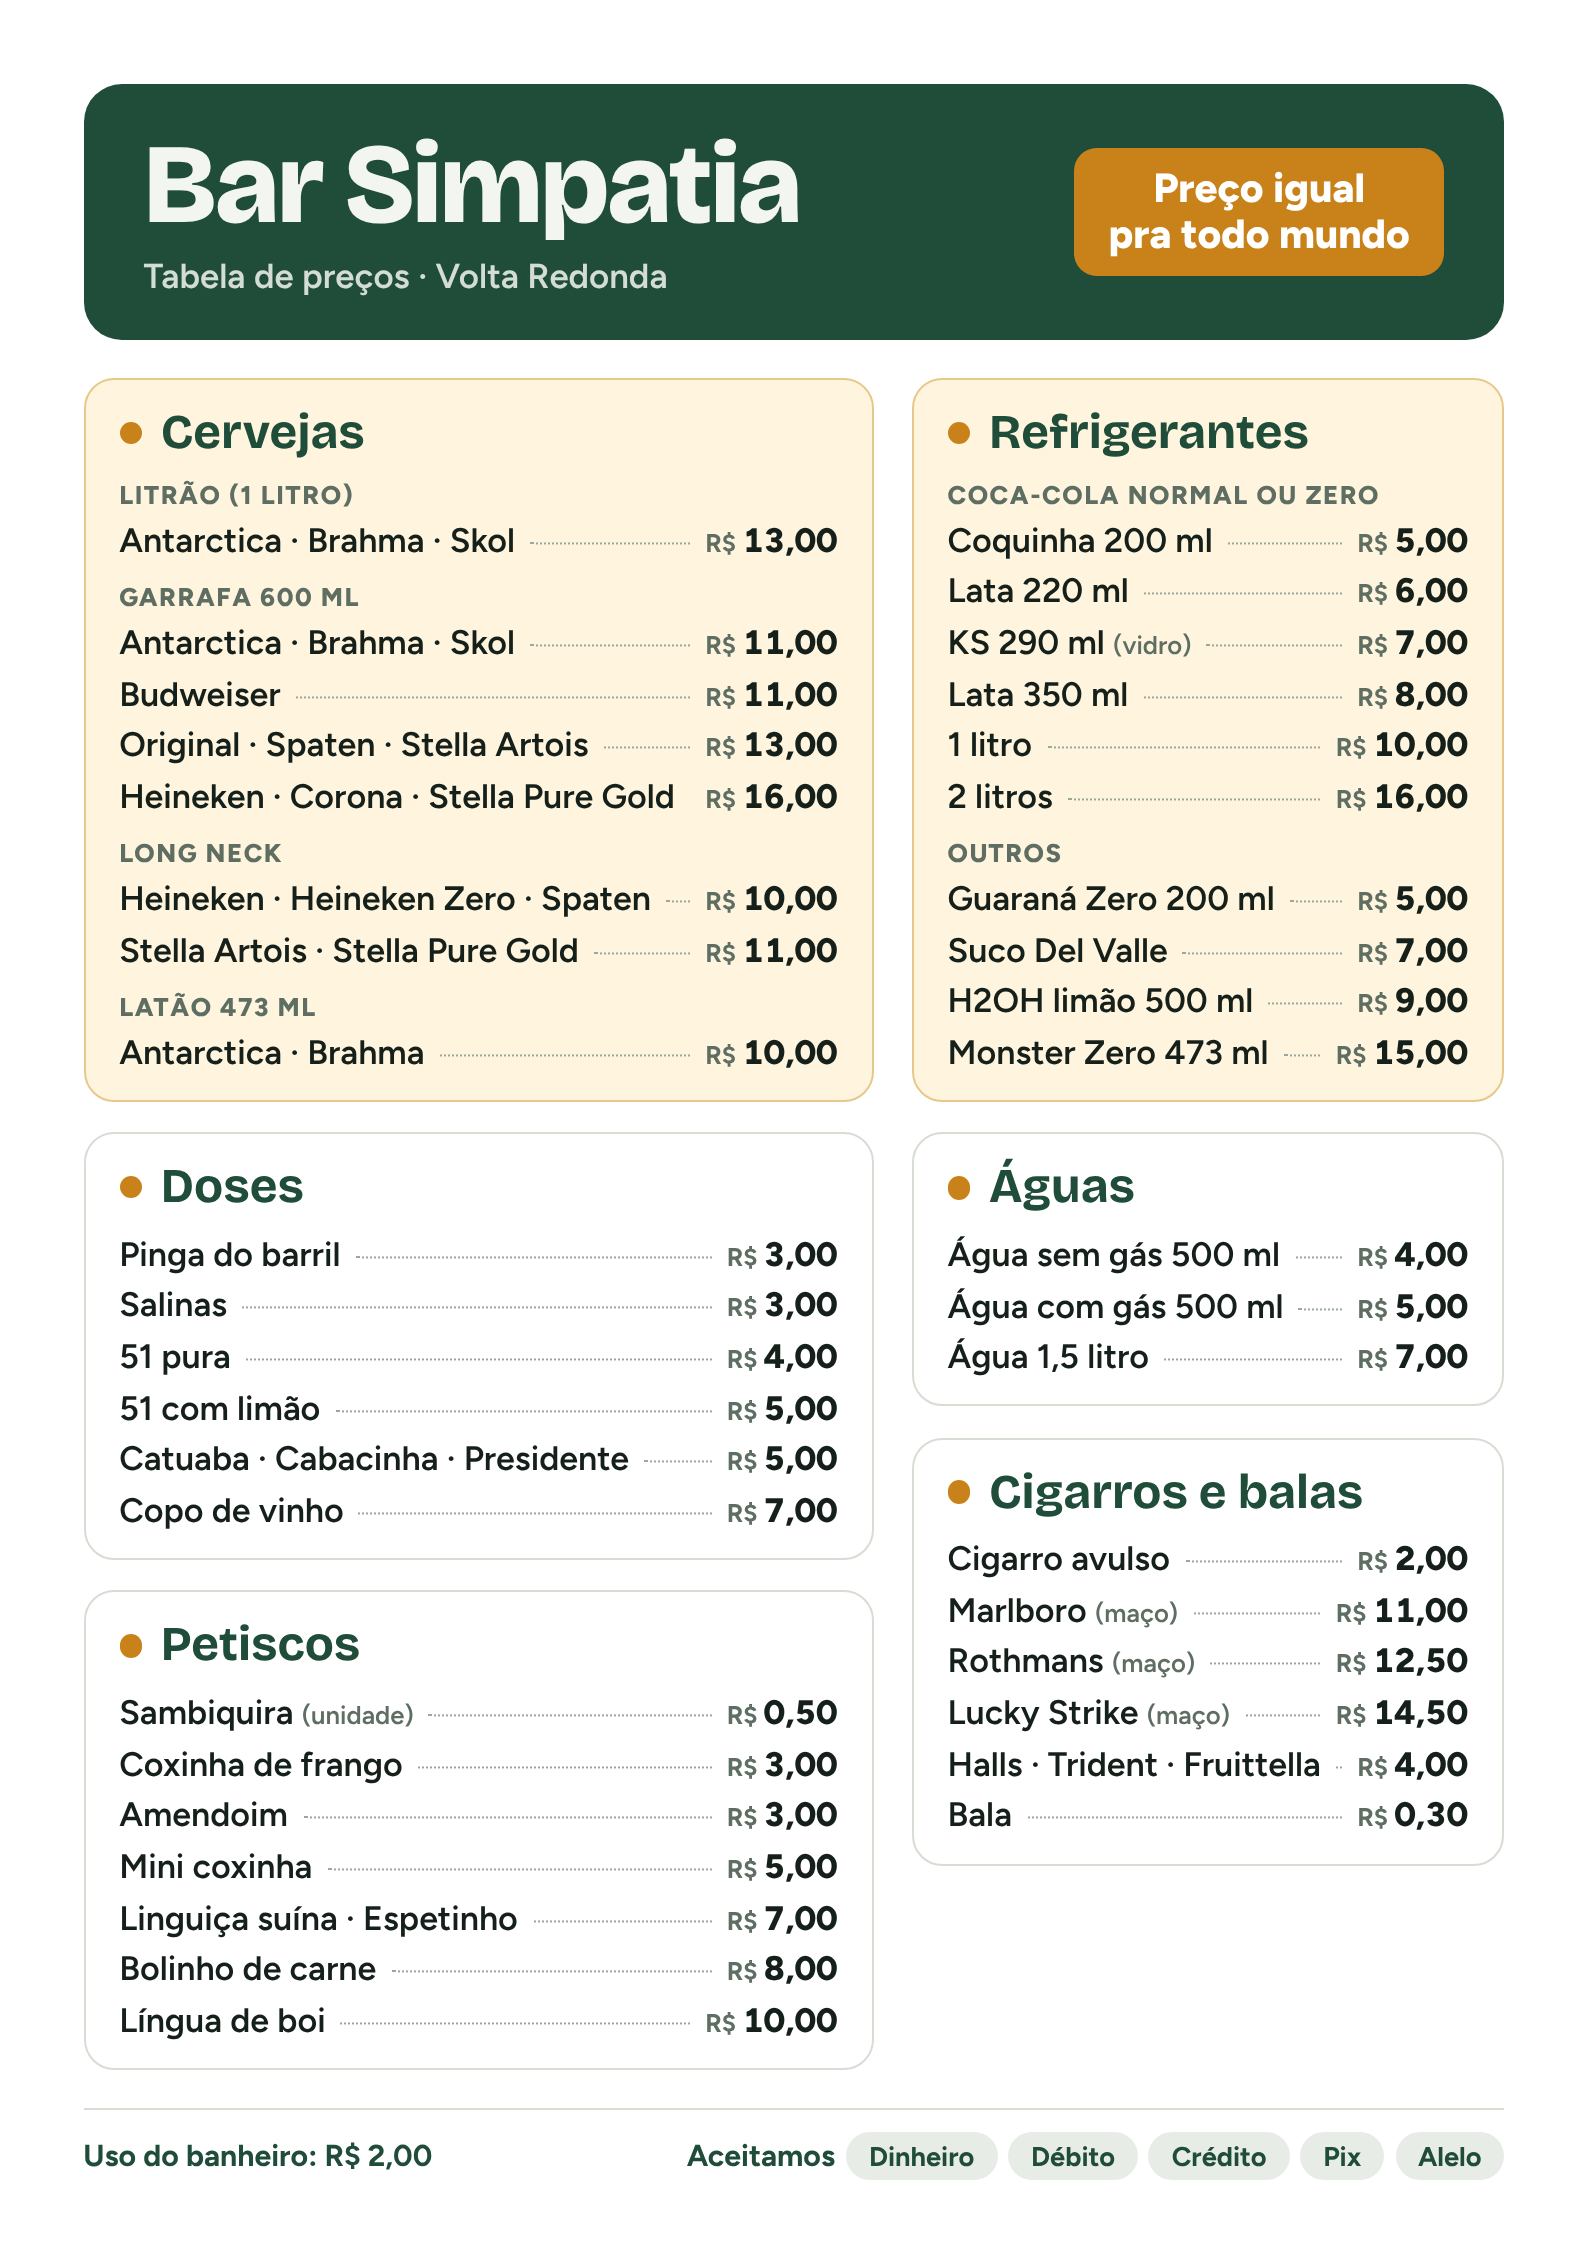 Bar Simpatia
Tabela de preços · Volta Redonda
Preço igual
pra todo mundo
Cervejas
LITRÃO (1 LITRO)
Antarctica · Brahma · Skol R$ 13,00
GARRAFA 600 ML
Antarctica · Brahma · Skol R$ 11,00
Budweiser R$ 11,00
Original · Spaten · Stella Artois R$ 13,00
Heineken · Corona · Stella Pure Gold R$ 16,00
LONG NECK
Heineken · Heineken Zero · Spaten R$ 10,00
Stella Artois · Stella Pure Gold R$ 11,00
LATÃO 473 ML
Antarctica · Brahma R$ 10,00
Refrigerantes
COCA-COLA NORMAL OU ZERO
Coquinha 200 ml R$ 5,00
Lata 220 ml R$ 6,00
KS 290 ml (vidro) R$ 7,00
Lata 350 ml R$ 8,00
1 litro R$ 10,00
2 litros R$ 16,00
OUTROS
Guaraná Zero 200 ml R$ 5,00
Suco Del Valle R$ 7,00
H2OH limão 500 ml R$ 9,00
Monster Zero 473 ml R$ 15,00
Doses
Pinga do barril R$ 3,00
Salinas R$ 3,00
51 pura R$ 4,00
51 com limão R$ 5,00
Catuaba · Cabacinha · Presidente R$ 5,00
Copo de vinho R$ 7,00
Águas
Água sem gás 500 ml R$ 4,00
Água com gás 500 ml R$ 5,00
Água 1,5 litro R$ 7,00
Petiscos
Sambiquira (unidade) R$ 0,50
Coxinha de frango R$ 3,00
Amendoim R$ 3,00
Mini coxinha R$ 5,00
Linguiça suína · Espetinho R$ 7,00
Bolinho de carne R$ 8,00
Língua de boi R$ 10,00
Cigarros e balas
Cigarro avulso R$ 2,00
Marlboro (maço) R$ 11,00
Rothmans (maço) R$ 12,50
Lucky Strike (maço) R$ 14,50
Halls · Trident · Fruittella R$ 4,00
Bala R$ 0,30
Uso do banheiro: R$ 2,00
Aceitamos Dinheiro Débito Crédito Pix Alelo